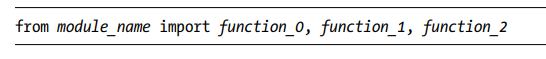 from module_name import function_0, function_1, function_2